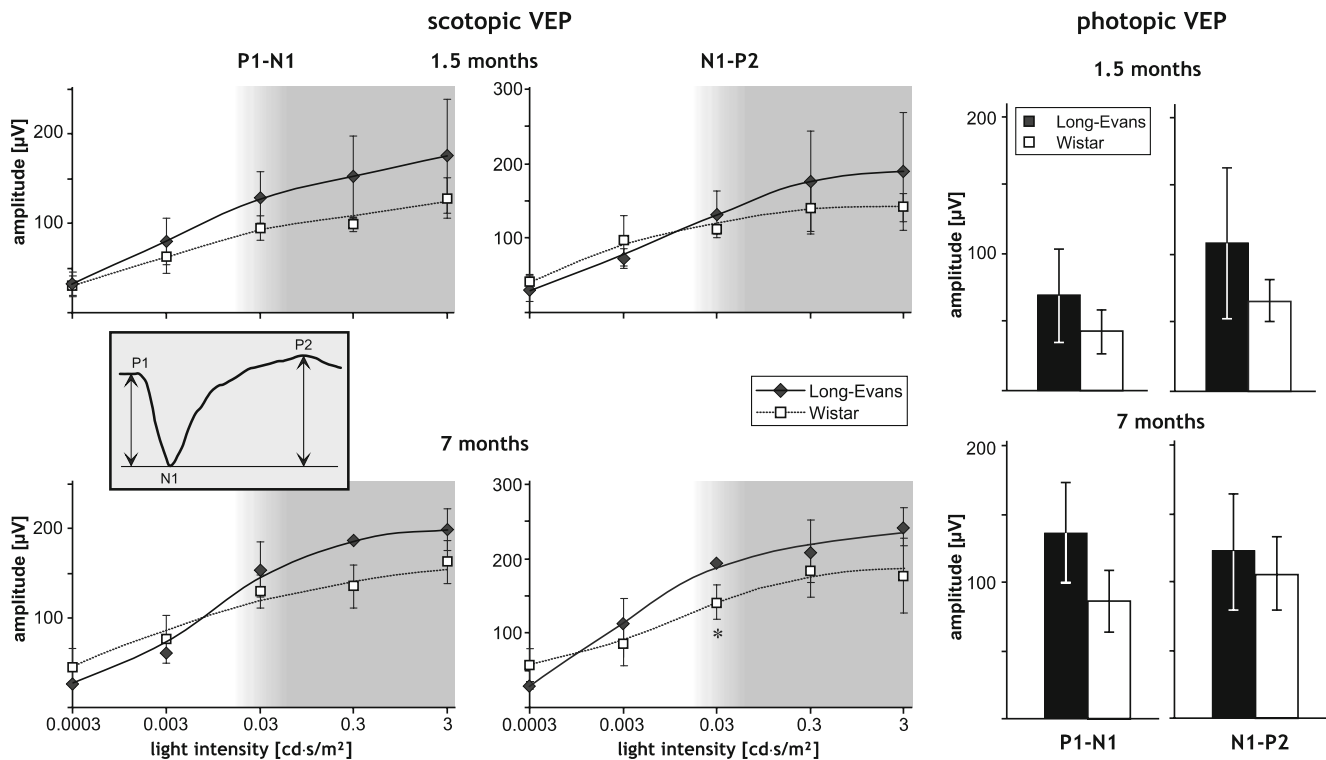 scotopic VEP
photopic VEP
P1-N1
1.5 months
N1-P2
1.5 months
amplitude [µV]
200
100
300
200
150
100
amplitude [µV]
200
100
Long-Evans
Wistar
P1
P2
N1
Long-Evans
Wistar
7 months
7 months
amplitude [µV]
200
100
300
200
100
*
amplitude [µV]
200
100
0.0003
0.003
0.03
0.3
3
0.0003
0.003
0.03
0.3
3
light intensity [cd·s/m²]
light intensity [cd·s/m²]
P1-N1
N1-P2